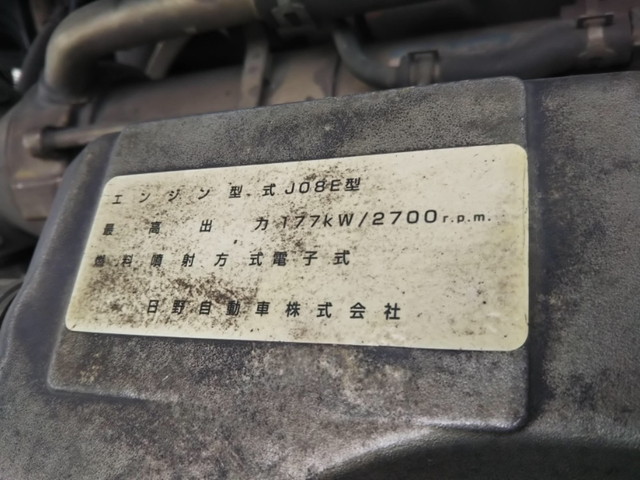 エンジン型式J08E型
最高出力177kW/2700r.p.m.
燃料噴射方式電子式
日野自動車株式会社